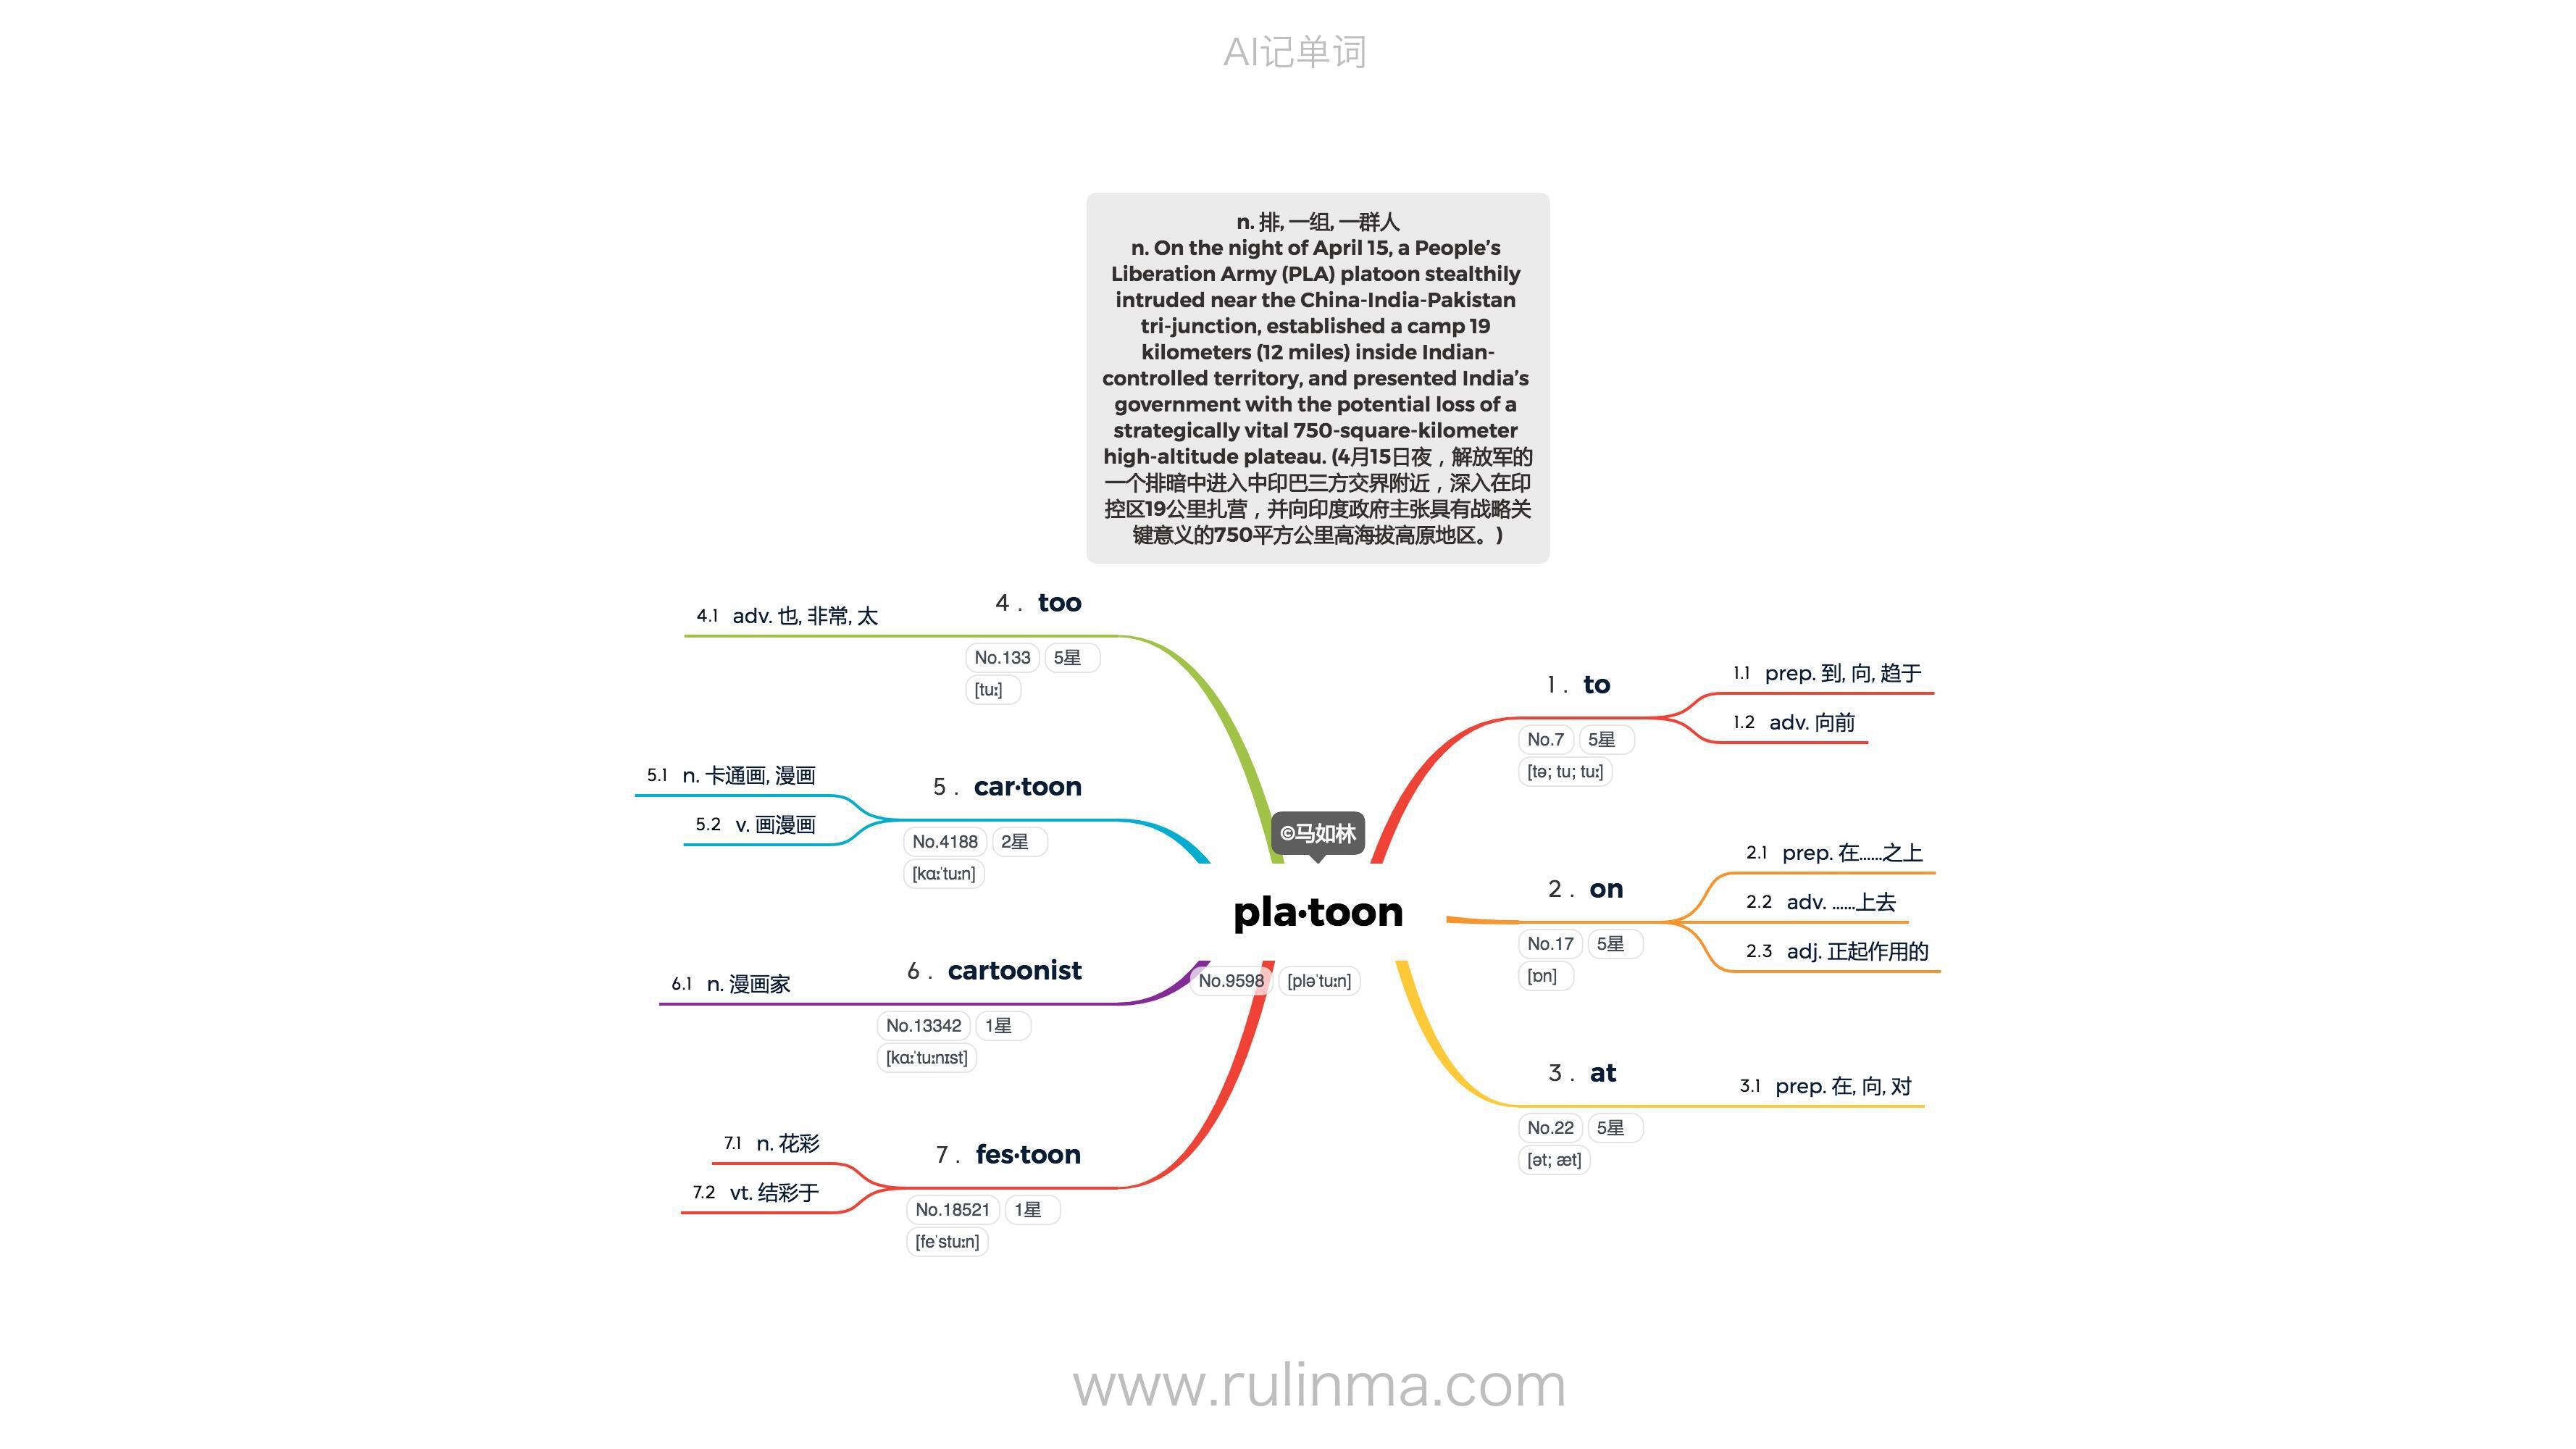 AI记单词
n. 排, 一组, 一群人
n. On the night of April 15, a People’s
Liberation Army (PLA) platoon stealthily
intruded near the China-India-Pakistan
tri-junction, established a camp 19
kilometers (12 miles) inside Indian-
controlled territory, and presented India’s
government with the potential loss of a
strategically vital 750-square-kilometer
high-altitude plateau. (4月15日夜，解放军的
一个排暗中进入中印巴三方交界附近，深入在印
控区19公里扎营，并向印度政府主张具有战略关
键意义的750平方公里高海拔高原地区。)
©马如林
pla·toon
No.9598 [pləˈtuːn]
1. to
No.7 5星
[tə; tu; tuː]
1.1 prep. 到, 向, 趋于
1.2 adv. 向前
2. on
No.17 5星
[ɒn]
2.1 prep. 在……之上
2.2 adv. ……上去
2.3 adj. 正起作用的
3. at
No.22 5星
[ət; æt]
3.1 prep. 在, 向, 对
4. too
No.133 5星
[tuː]
4.1 adv. 也, 非常, 太
5. car·toon
No.4188 2星
[kɑːˈtuːn]
5.1 n. 卡通画, 漫画
5.2 v. 画漫画
6. cartoonist
No.13342 1星
[kɑːˈtuːnɪst]
6.1 n. 漫画家
7. fes·toon
No.18521 1星
[feˈstuːn]
7.1 n. 花彩
7.2 vt. 结彩于
www.rulinma.com